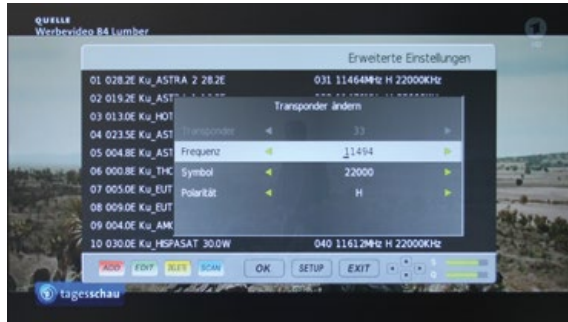 QUELLE
Werbevideo 84 Lumber
Erweiterte Einstellungen
01 028.2E Ku_ASTRA 2 28.2E 031 11464MHz H 22000KHz
02 019.2E Ku_AST
Transponder ändern
03 013.0E Ku_HOT
Transponder 33
04 023.5E Ku_AST
05 004.8E Ku_AST
Frequenz 11494
06 000.8E Ku_THO
Symbol 22000
07 005.0E Ku_EUT
Polarität H
08 009.0E Ku_EUT
09 004.0E Ku_AMO
10 030.0E Ku_HISPASAT 30.0W 040 11612MHz H 22000KHz
ADD EDIT DELETE SCAN OK SETUP EXIT S Q
tagesschau